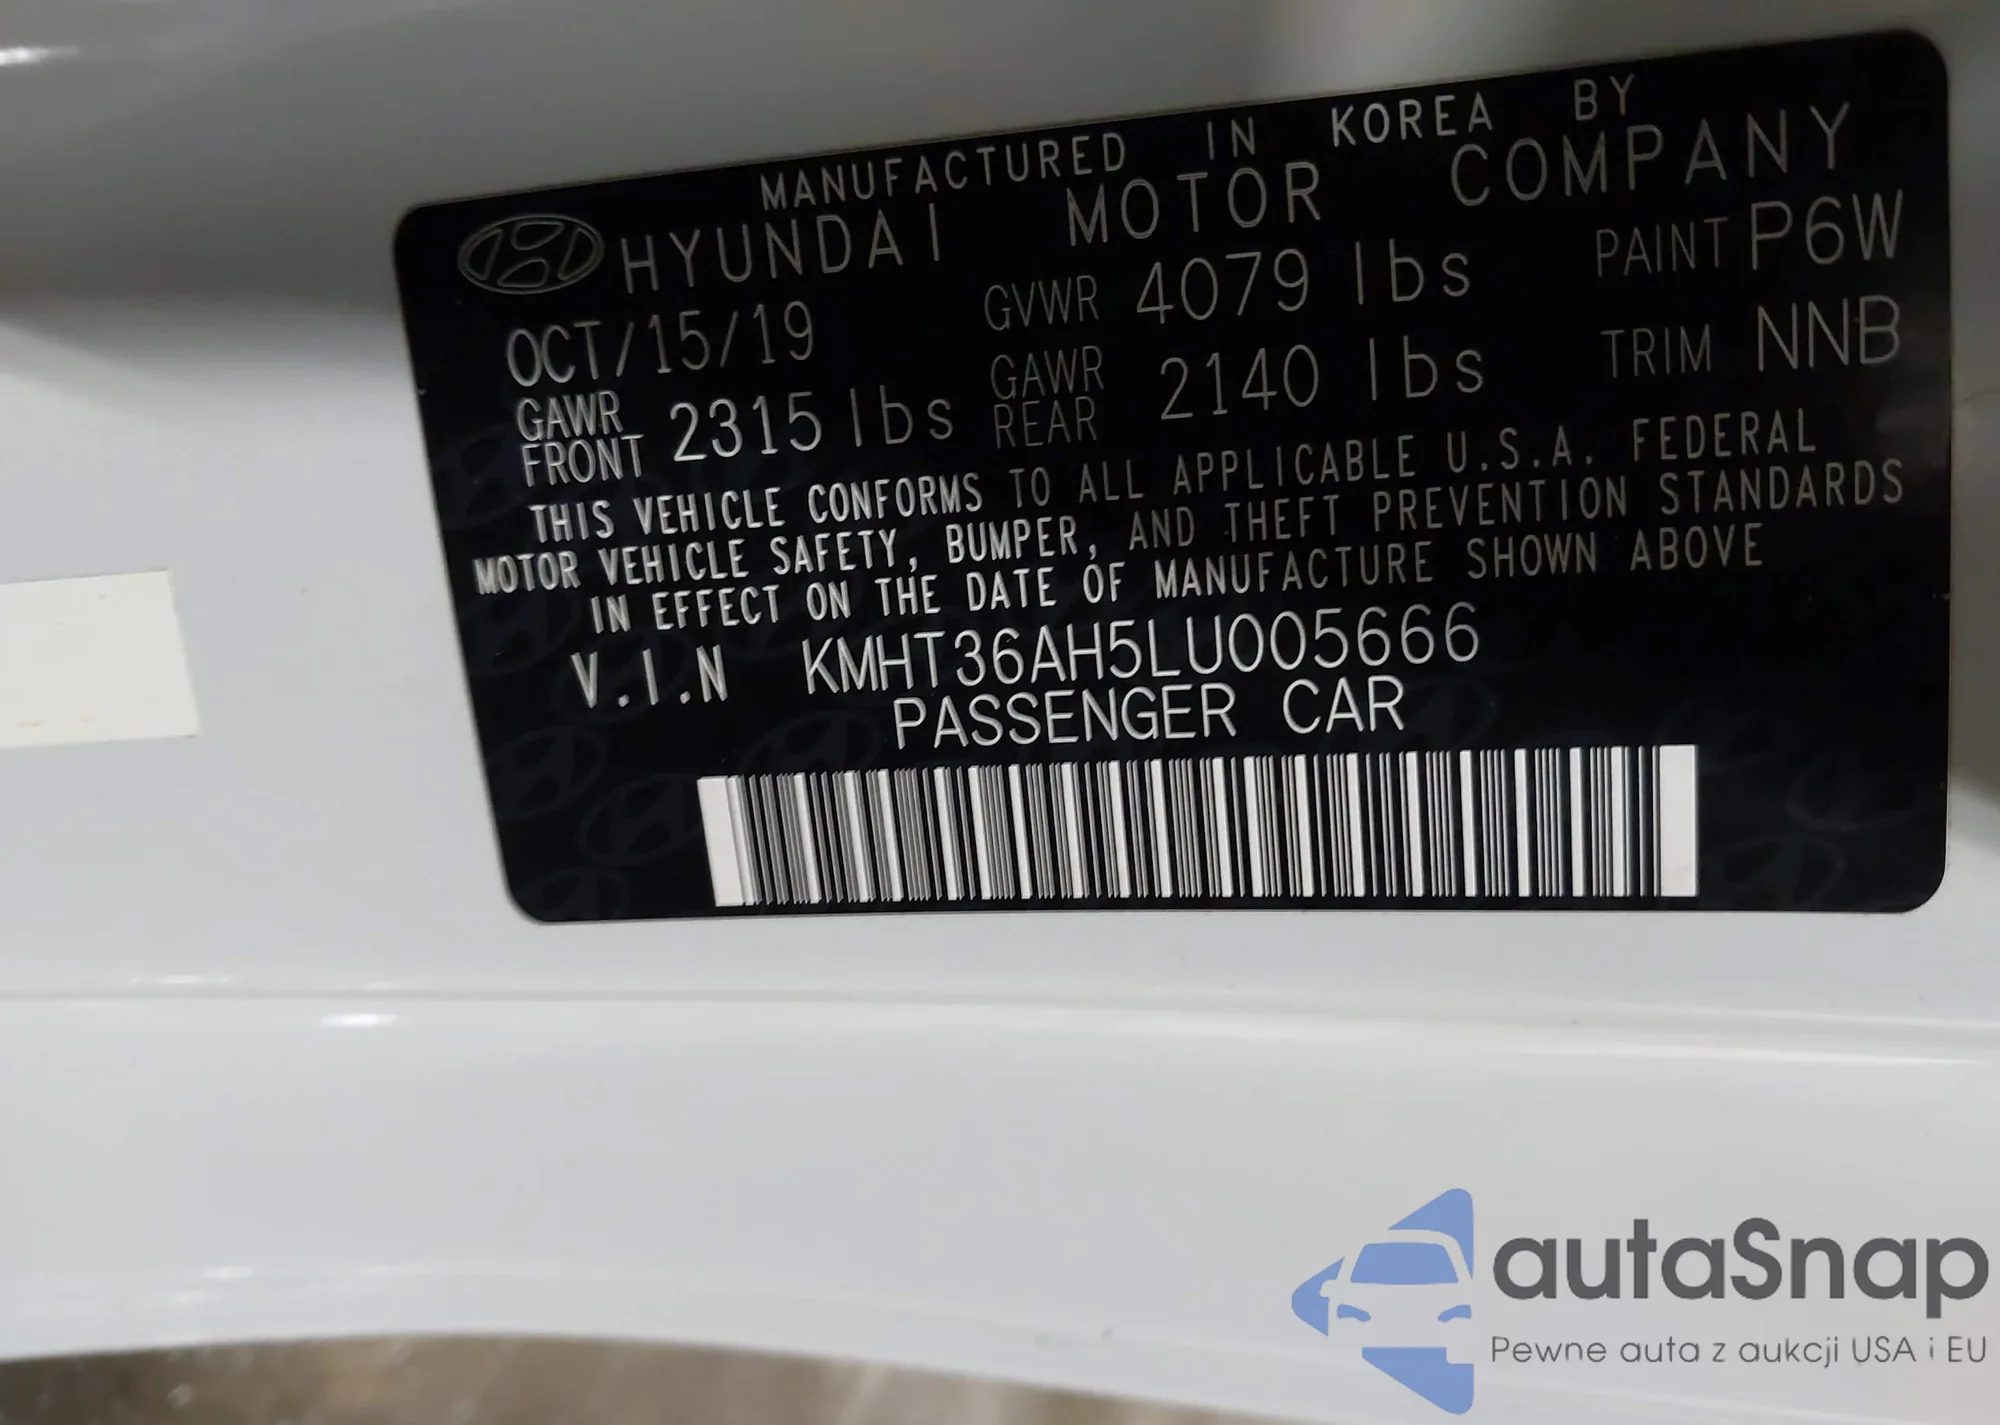 MANUFACTURED IN KOREA BY
HYUNDAI MOTOR COMPANY
OCT/15/19 GVWR 4079 lbs PAINT P6W
GAWR FRONT 2315 lbs GAWR REAR 2140 lbs TRIM NNB
THIS VEHICLE CONFORMS TO ALL APPLICABLE U.S.A. FEDERAL
MOTOR VEHICLE SAFETY, BUMPER, AND THEFT PREVENTION STANDARDS
IN EFFECT ON THE DATE OF MANUFACTURE SHOWN ABOVE
V.I.N KMHT36AH5LU005666
PASSENGER CAR
autaSnap
Pewne auta z aukcji USA i EU